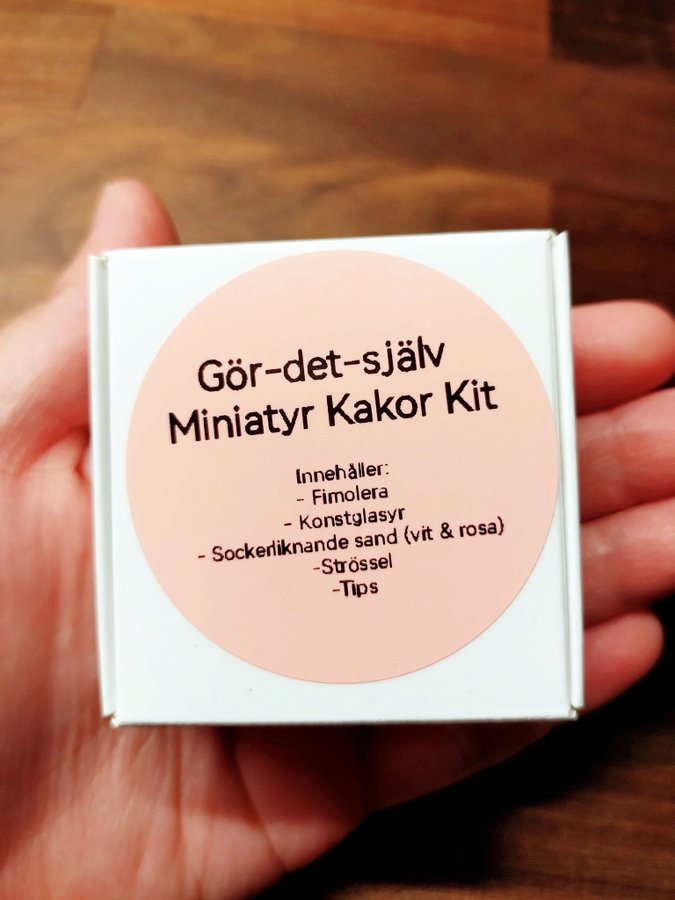 Gör-det-själv
Miniatyr Kakor Kit
Innehåller:
- Fimolera
- Konstglasyr
- Sockerliknande sand (vit & rosa)
-Strössel
-Tips